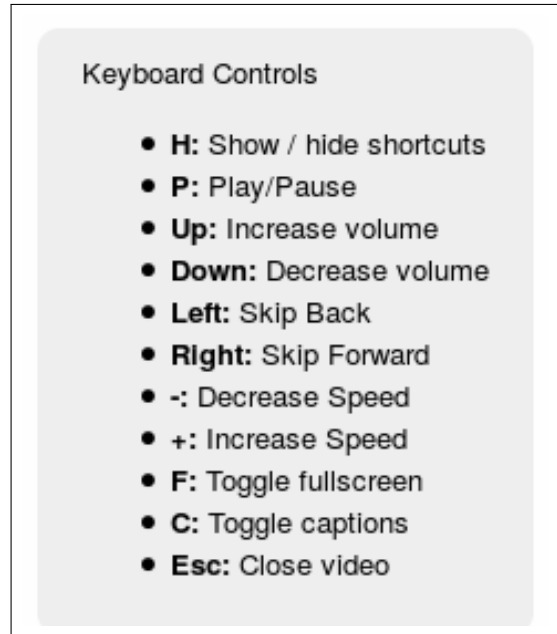 Keyboard Controls
H: Show / hide shortcuts
P: Play/Pause
Up: Increase volume
Down: Decrease volume
Left: Skip Back
Right: Skip Forward
-: Decrease Speed
+: Increase Speed
F: Toggle fullscreen
C: Toggle captions
Esc: Close video